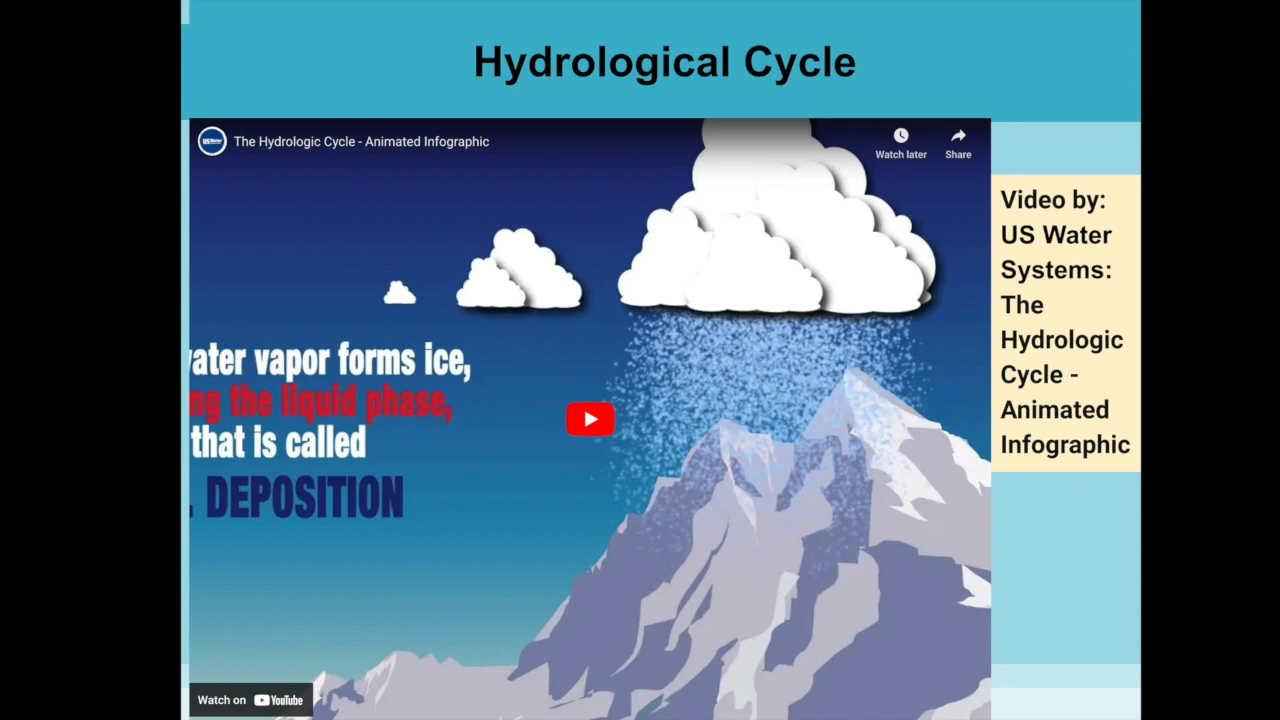 Hydrological Cycle
The Hydrologic Cycle - Animated Infographic
Watch later
Share
Video by:
US Water
Systems:
The
Hydrologic
Cycle -
Animated
Infographic
vater vapor forms ice,
ng the liquid phase,
that is called
. DEPOSITION
Watch on YouTube